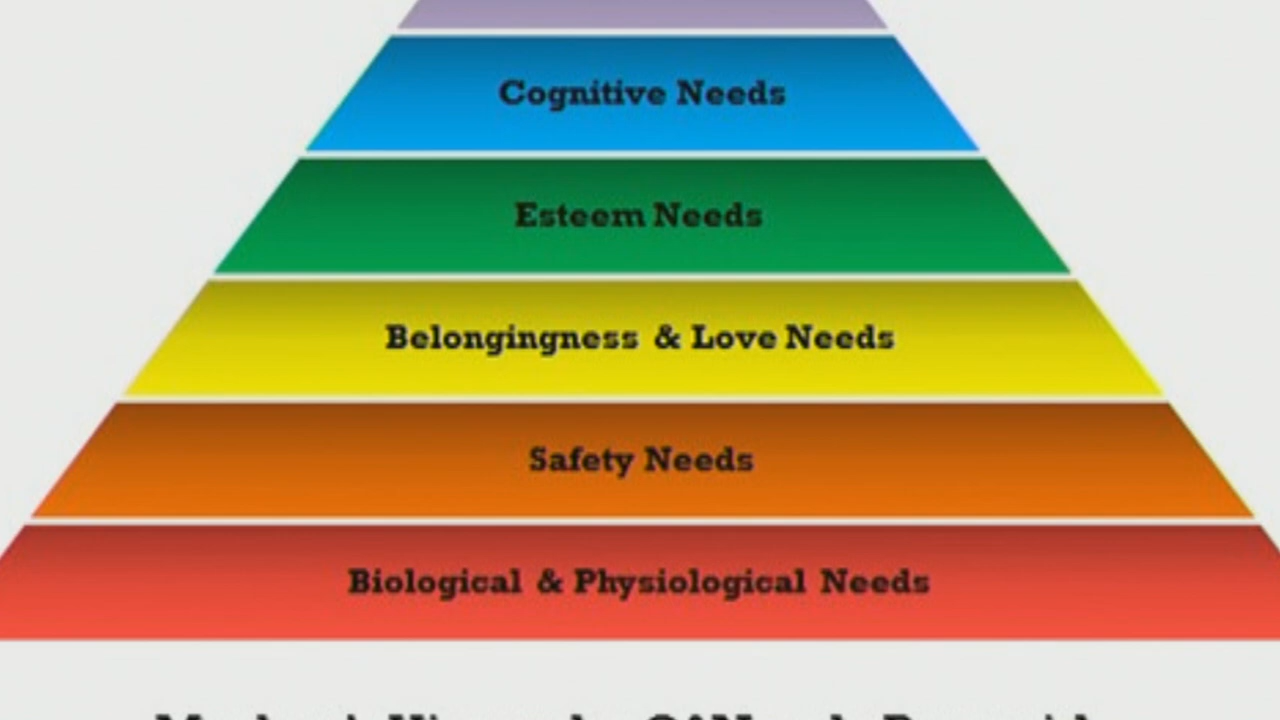 Cognitive Needs
Esteem Needs
Belongingness & Love Needs
Safety Needs
Biological & Physiological Needs